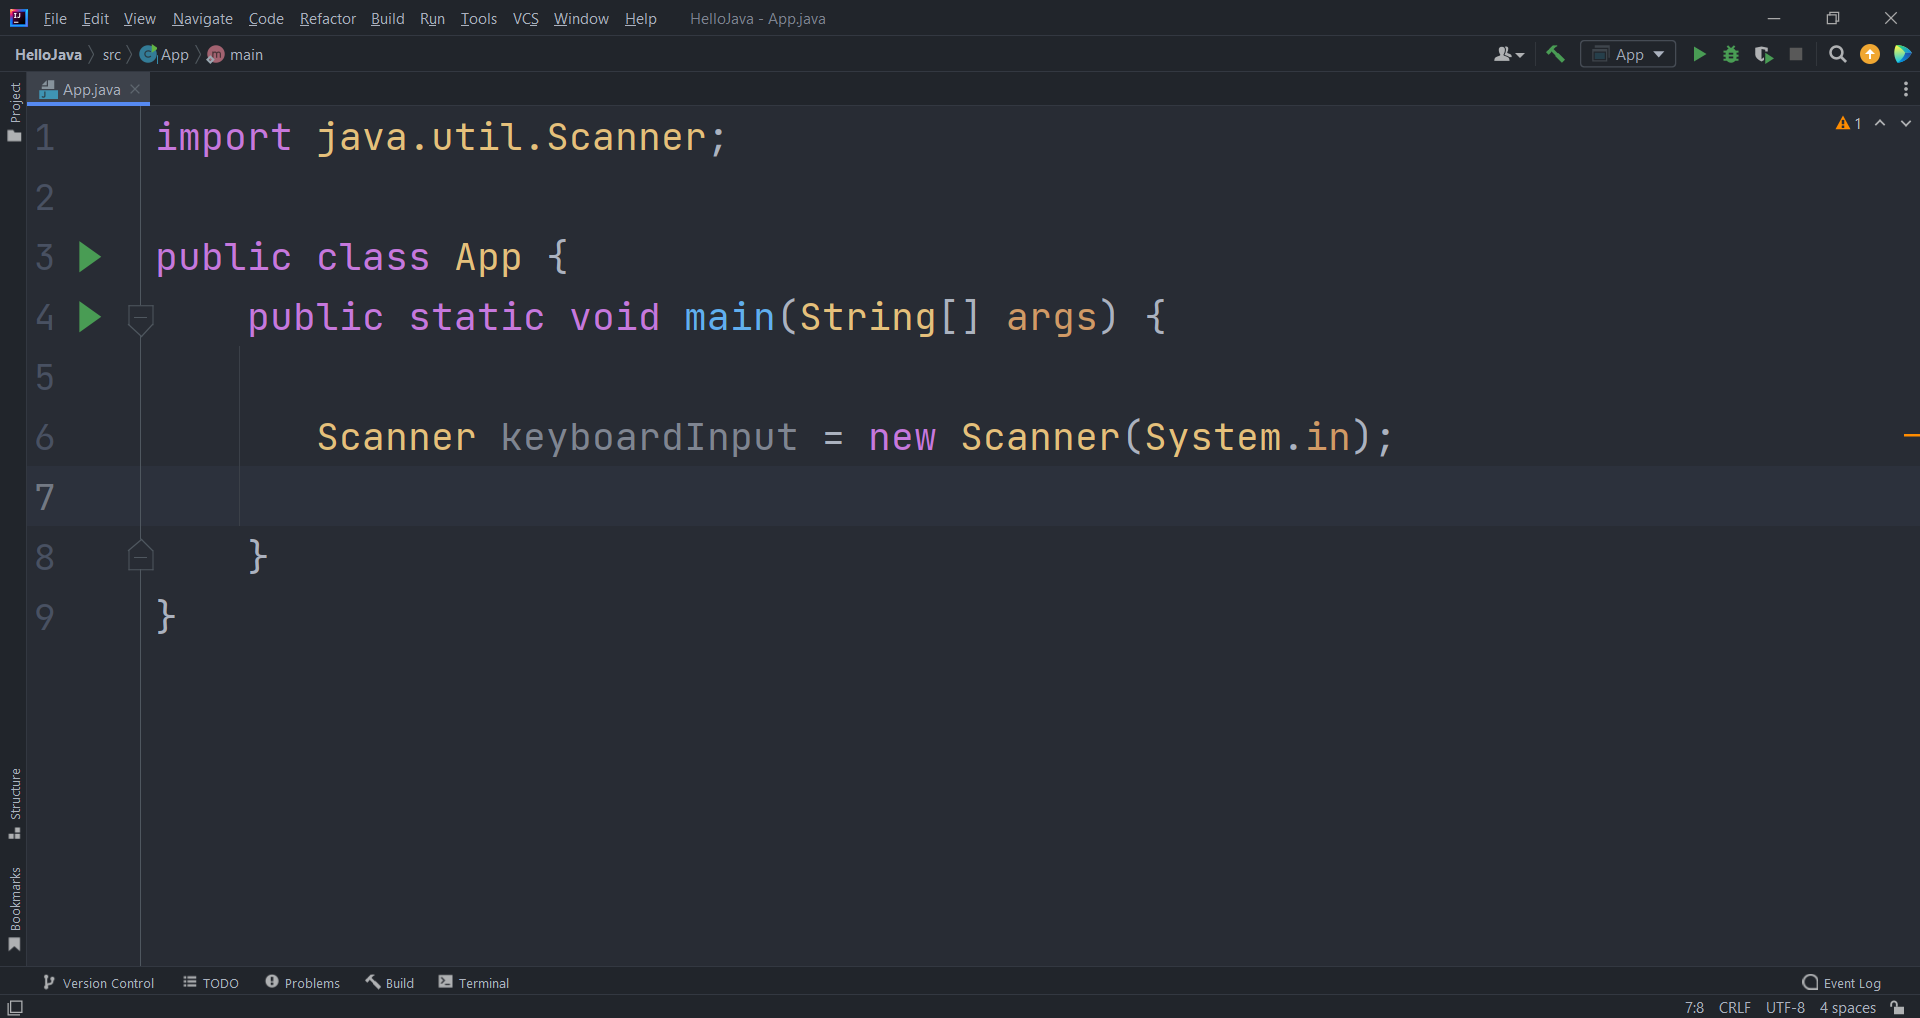 File Edit View Navigate Code Refactor Build Run Tools VCS Window Help HelloJava - App.java
HelloJava src App main App
Project
App.java
1
1 import java.util.Scanner;
2
3 public class App {
4 public static void main(String[] args) {
5
6 Scanner keyboardInput = new Scanner(System.in);
7
8 }
9 }
Structure
Bookmarks
Version Control TODO Problems Build Terminal Event Log
7:8 CRLF UTF-8 4 spaces